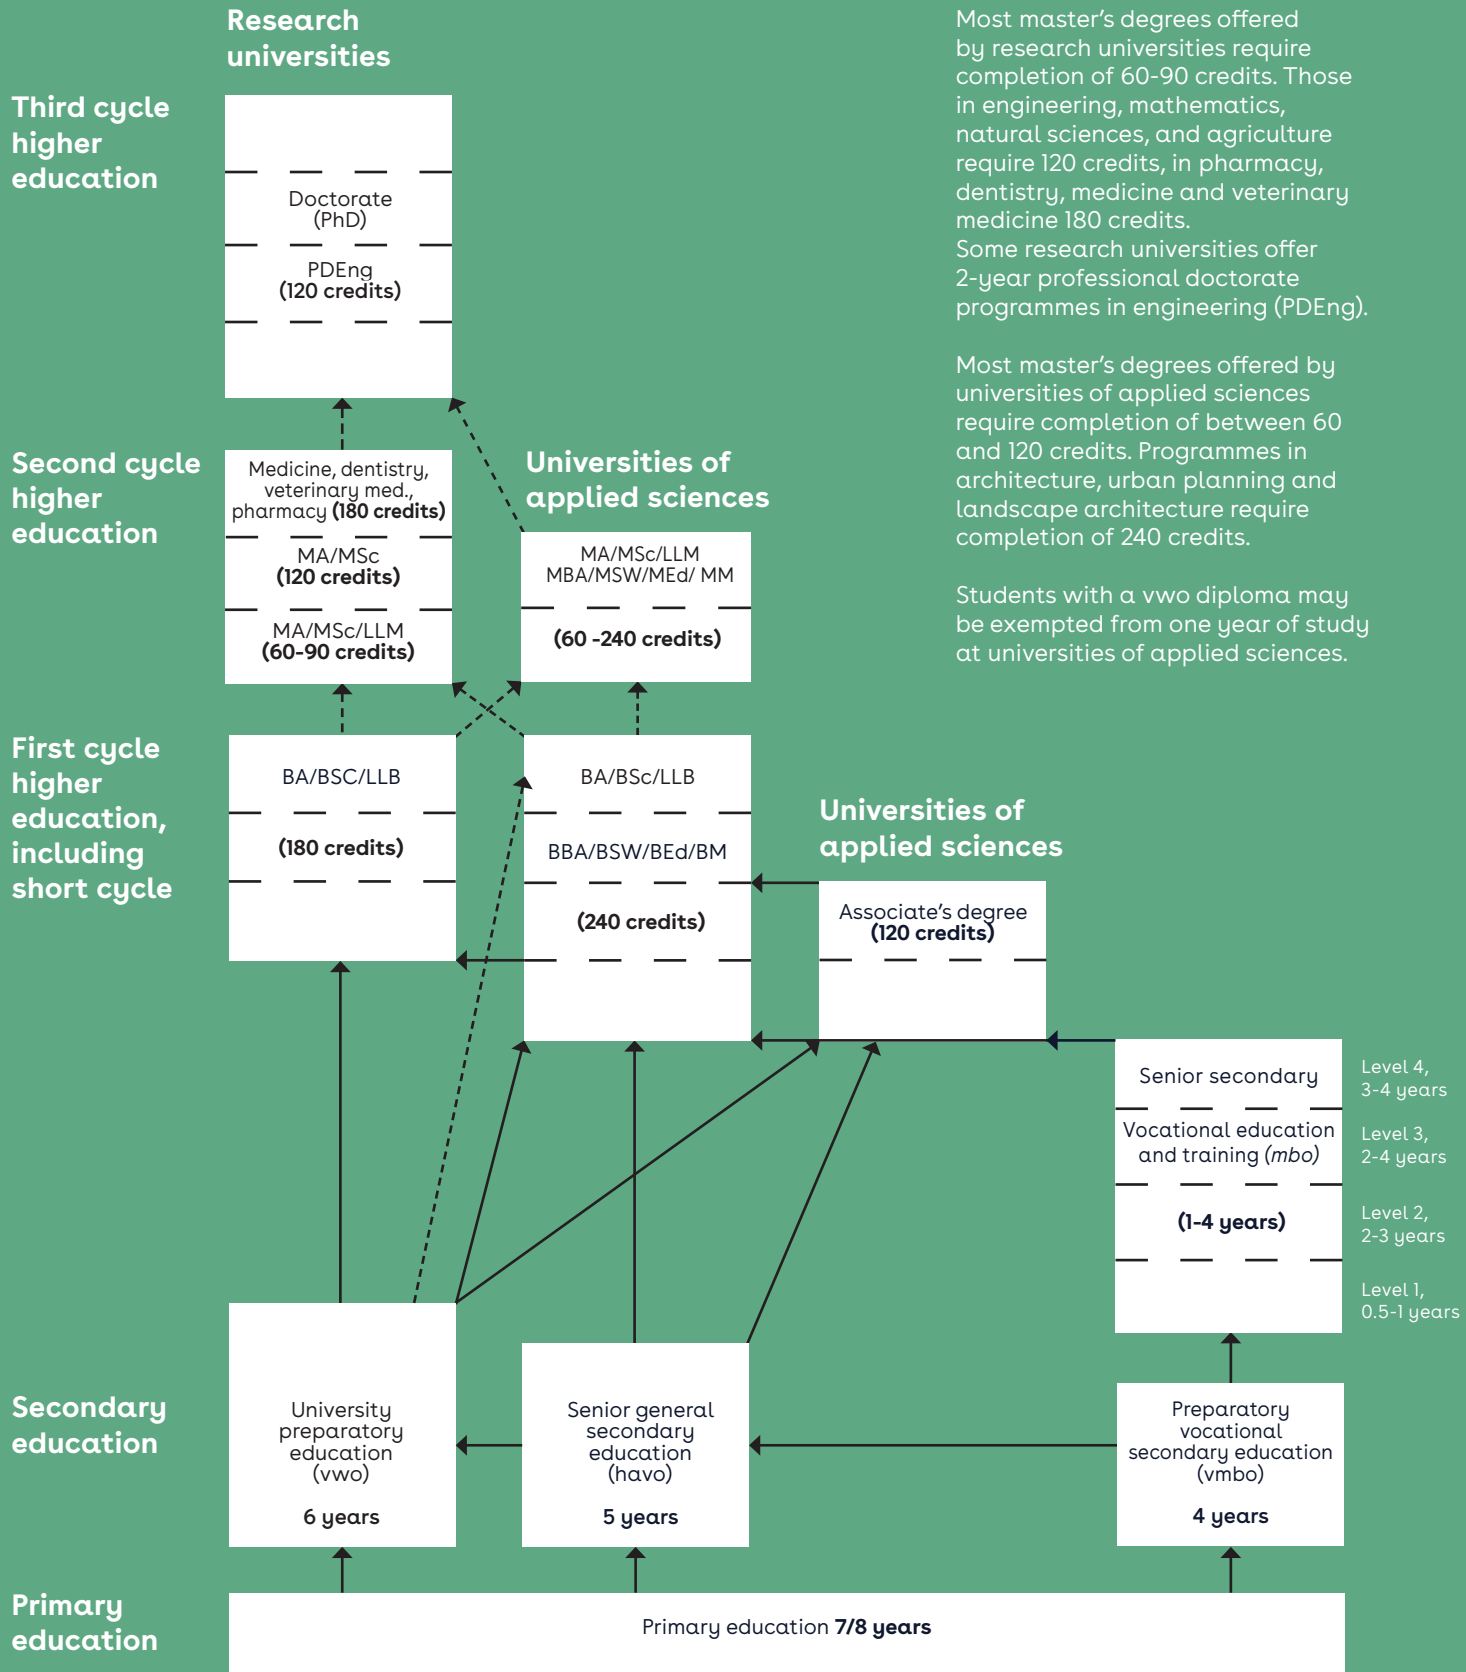 Research
universities
Most master's degrees offered
by research universities require
completion of 60-90 credits. Those
in engineering, mathematics,
natural sciences, and agriculture
require 120 credits, in pharmacy,
dentistry, medicine and veterinary
medicine 180 credits.
Some research universities offer
2-year professional doctorate
programmes in engineering (PDEng).
Most master's degrees offered by
universities of applied sciences
require completion of between 60
and 120 credits. Programmes in
architecture, urban planning and
landscape architecture require
completion of 240 credits.
Students with a vwo diploma may
be exempted from one year of study
at universities of applied sciences.
Third cycle
higher
education
Doctorate
(PhD)
PDEng
(120 credits)
Second cycle
higher
education
Medicine, dentistry,
veterinary med.,
pharmacy (180 credits)
MA/MSc
(120 credits)
MA/MSc/LLM
(60-90 credits)
Universities of
applied sciences
MA/MSc/LLM
MBA/MSW/MEd/ MM
(60 -240 credits)
First cycle
higher
education,
including
short cycle
BA/BSC/LLB
(180 credits)
BA/BSc/LLB
BBA/BSW/BEd/BM
(240 credits)
Universities of
applied sciences
Associate's degree
(120 credits)
Senior secondary
Vocational education
and training (mbo)
(1-4 years)
Level 4,
3-4 years
Level 3,
2-4 years
Level 2,
2-3 years
Level 1,
0.5-1 years
Secondary
education
University
preparatory
education
(vwo)
6 years
Senior general
secondary
education
(havo)
5 years
Preparatory
vocational
secondary education
(vmbo)
4 years
Primary
education
Primary education 7/8 years